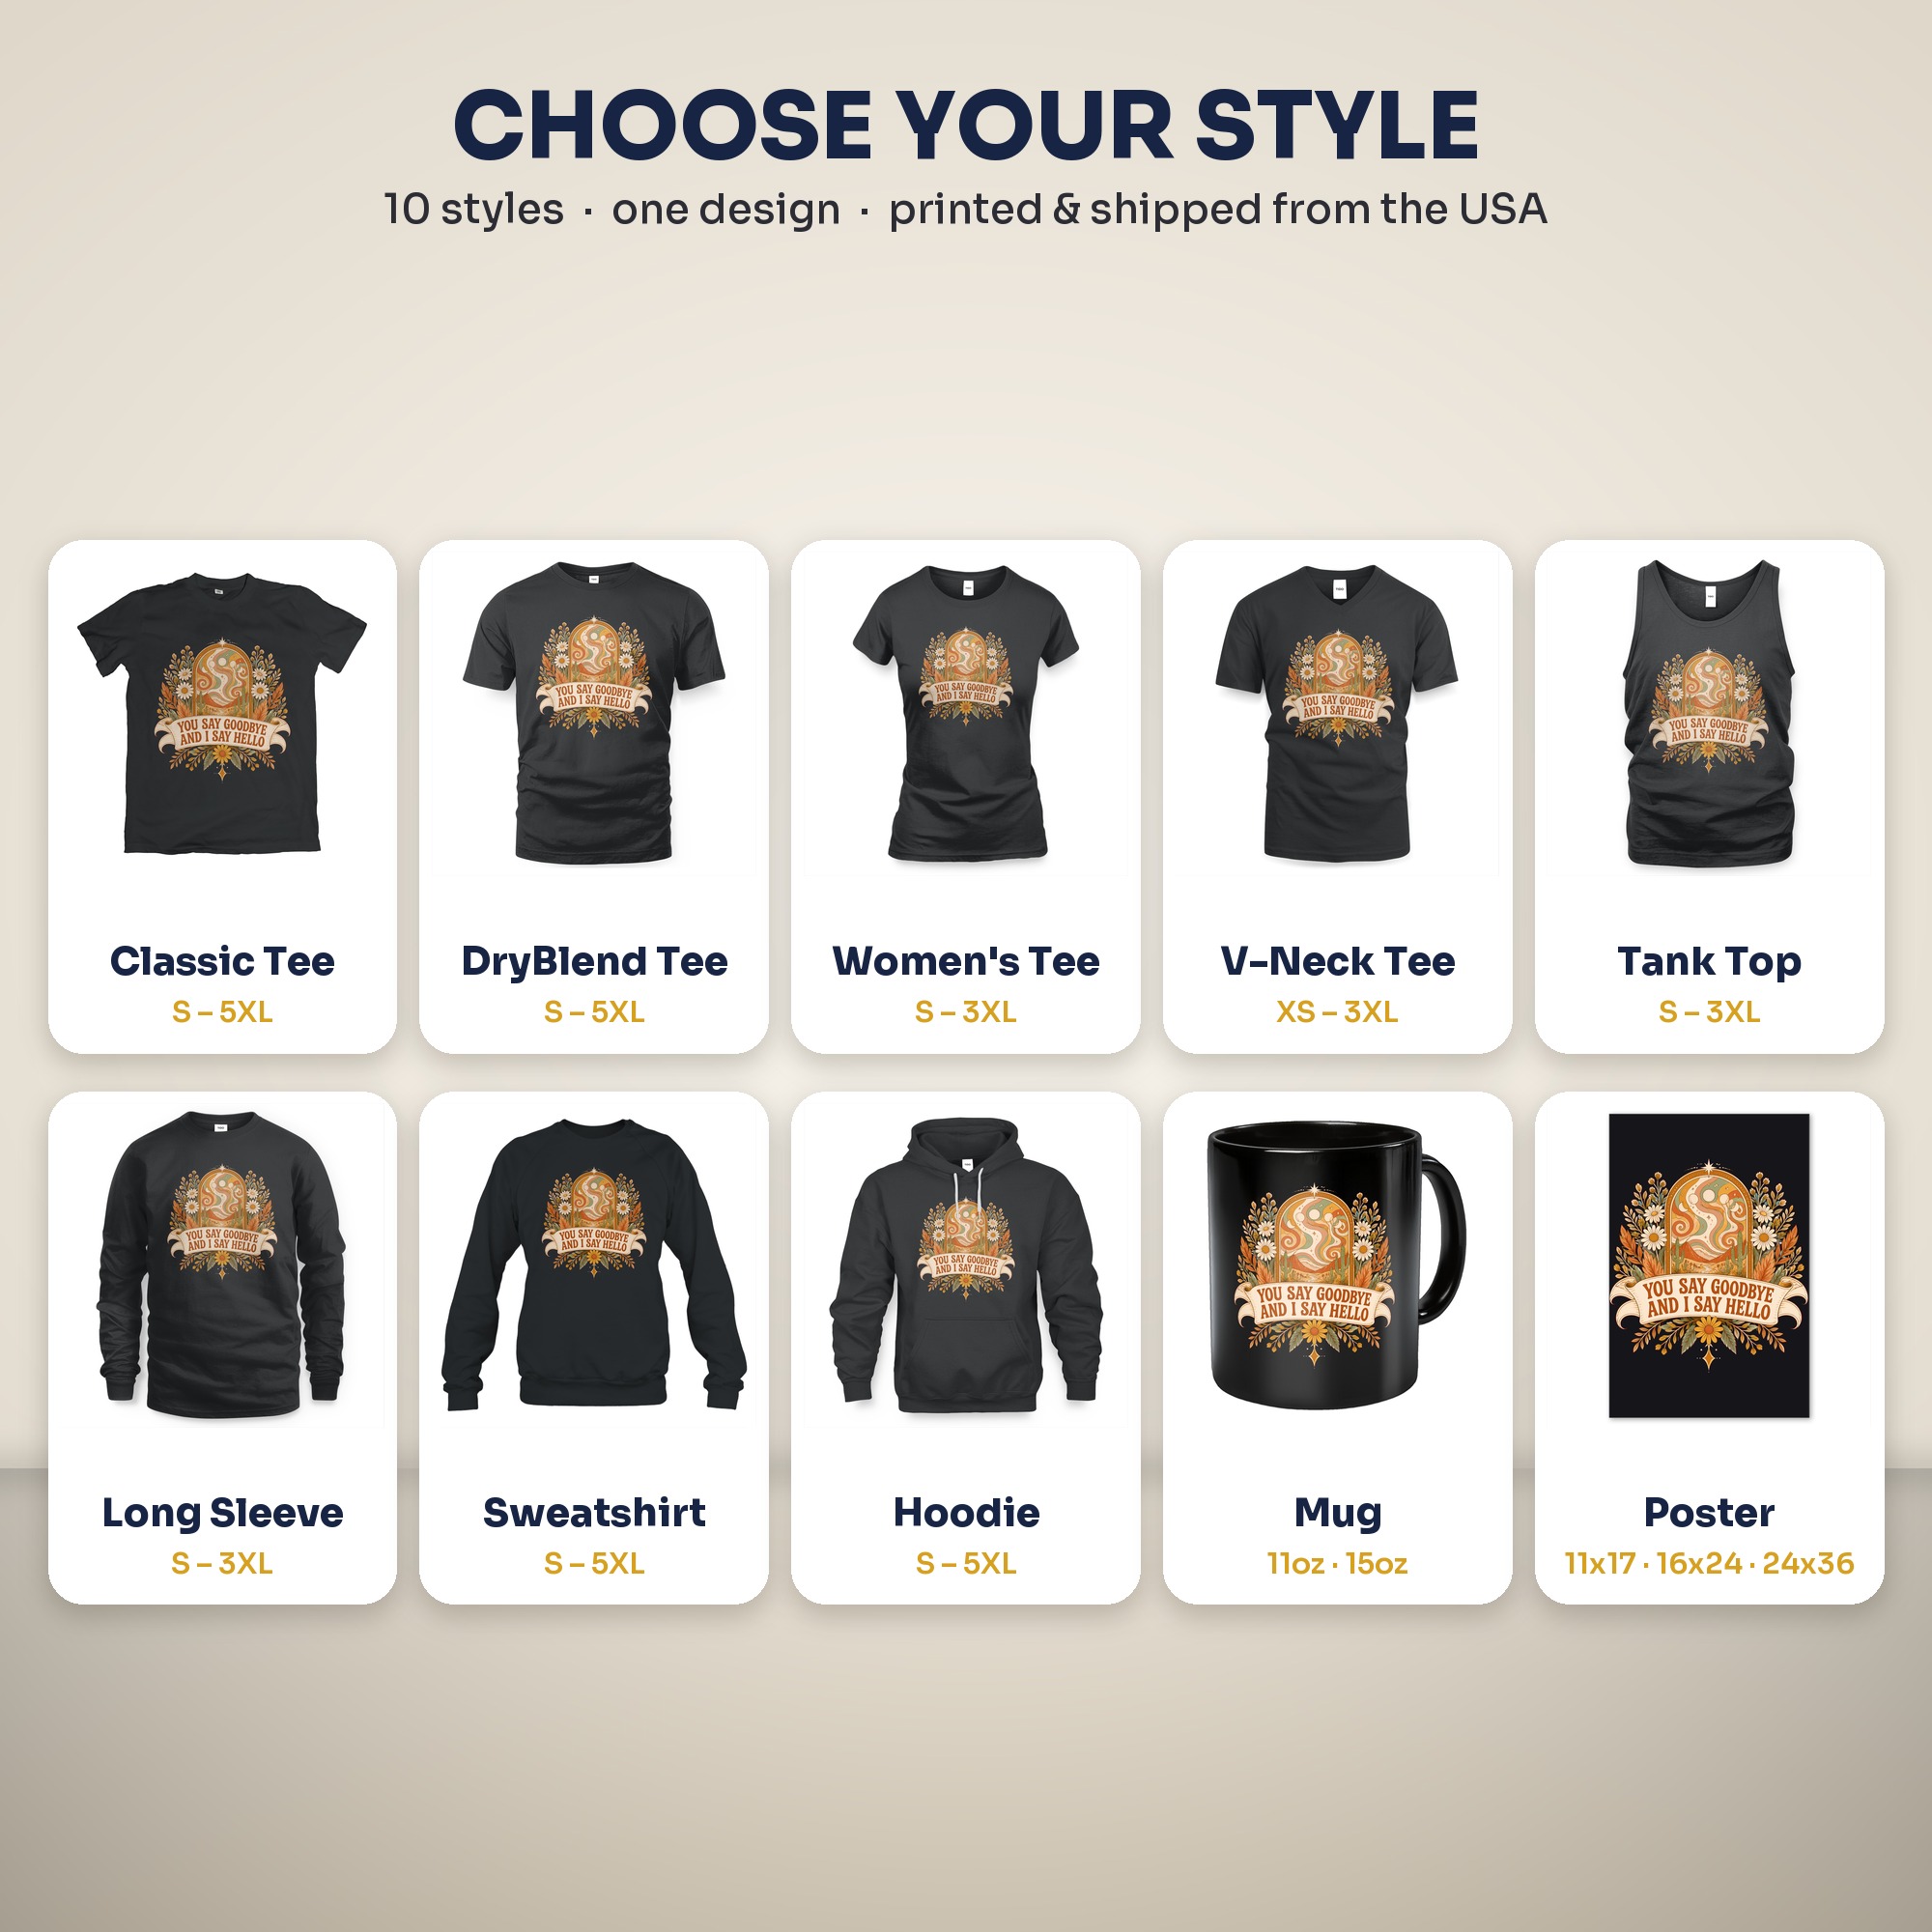 CHOOSE YOUR STYLE
10 styles · one design · printed & shipped from the USA
YOU SAY GOODBYE
AND I SAY HELLO
Classic Tee
S – 5XL
YOU SAY GOODBYE
AND I SAY HELLO
DryBlend Tee
S – 5XL
YOU SAY GOODBYE
AND I SAY HELLO
Women's Tee
S – 3XL
YOU SAY GOODBYE
AND I SAY HELLO
V-Neck Tee
XS – 3XL
YOU SAY GOODBYE
AND I SAY HELLO
Tank Top
S – 3XL
YOU SAY GOODBYE
AND I SAY HELLO
Long Sleeve
S – 3XL
YOU SAY GOODBYE
AND I SAY HELLO
Sweatshirt
S – 5XL
YOU SAY GOODBYE
AND I SAY HELLO
Hoodie
S – 5XL
YOU SAY GOODBYE
AND I SAY HELLO
Mug
11oz · 15oz
YOU SAY GOODBYE
AND I SAY HELLO
Poster
11x17 · 16x24 · 24x36